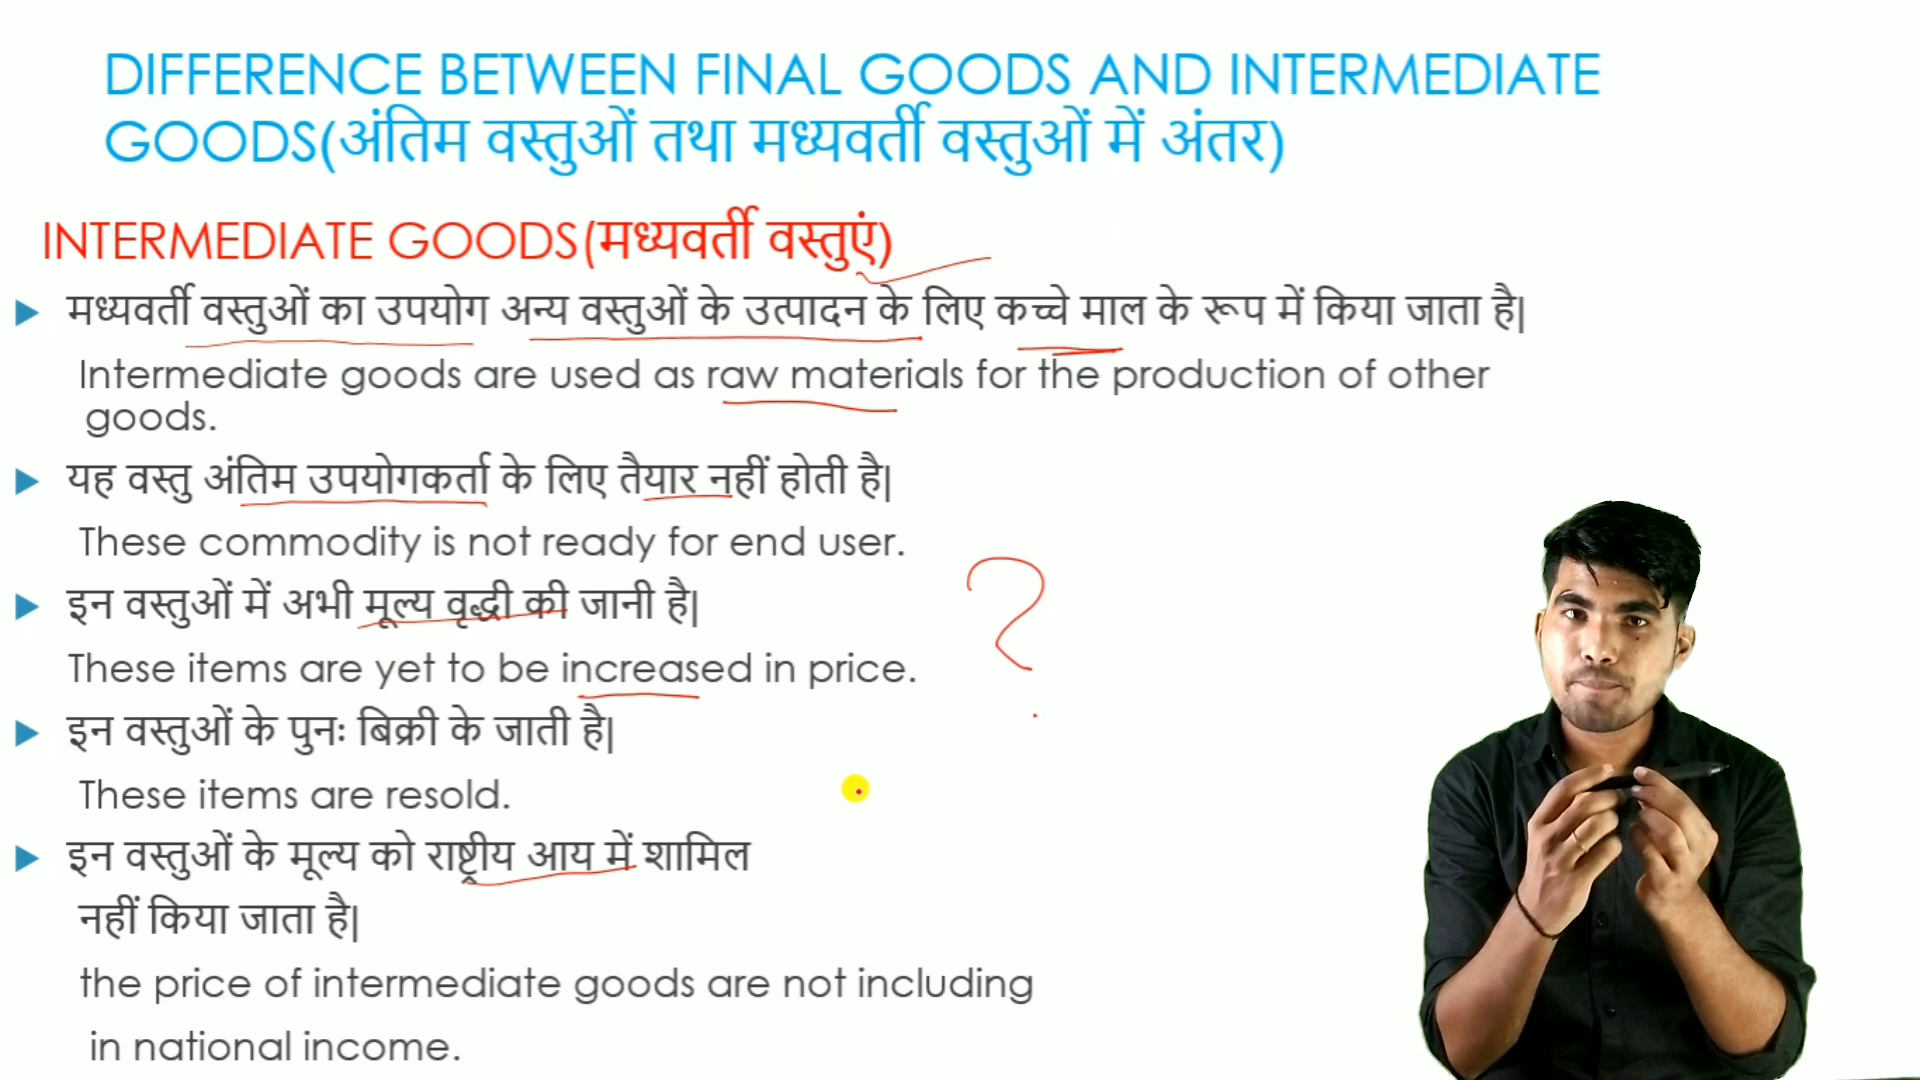 DIFFERENCE BETWEEN FINAL GOODS AND INTERMEDIATE
GOODS(अंतिम वस्तुओं तथा मध्यवर्ती वस्तुओं में अंतर)
INTERMEDIATE GOODS(मध्यवर्ती वस्तुएं)
मध्यवर्ती वस्तुओं का उपयोग अन्य वस्तुओं के उत्पादन के लिए कच्चे माल के रूप में किया जाता है|
Intermediate goods are used as raw materials for the production of other
goods.
यह वस्तु अंतिम उपयोगकर्ता के लिए तैयार नहीं होती है|
These commodity is not ready for end user.
इन वस्तुओं में अभी मूल्य वृद्धी की जानी है|
These items are yet to be increased in price.
इन वस्तुओं के पुनः बिक्री के जाती है|
These items are resold.
इन वस्तुओं के मूल्य को राष्ट्रीय आय में शामिल
नहीं किया जाता है|
the price of intermediate goods are not including
in national income.
?